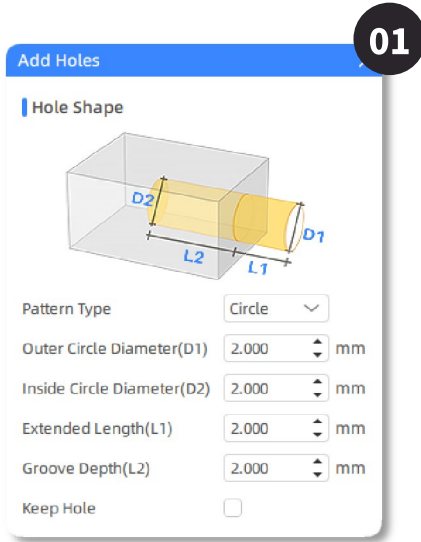 01
Add Holes
Hole Shape
D2
D1
L2
L1
Pattern Type Circle
Outer Circle Diameter(D1) 2.000 mm
Inside Circle Diameter(D2) 2.000 mm
Extended Length(L1) 2.000 mm
Groove Depth(L2) 2.000 mm
Keep Hole